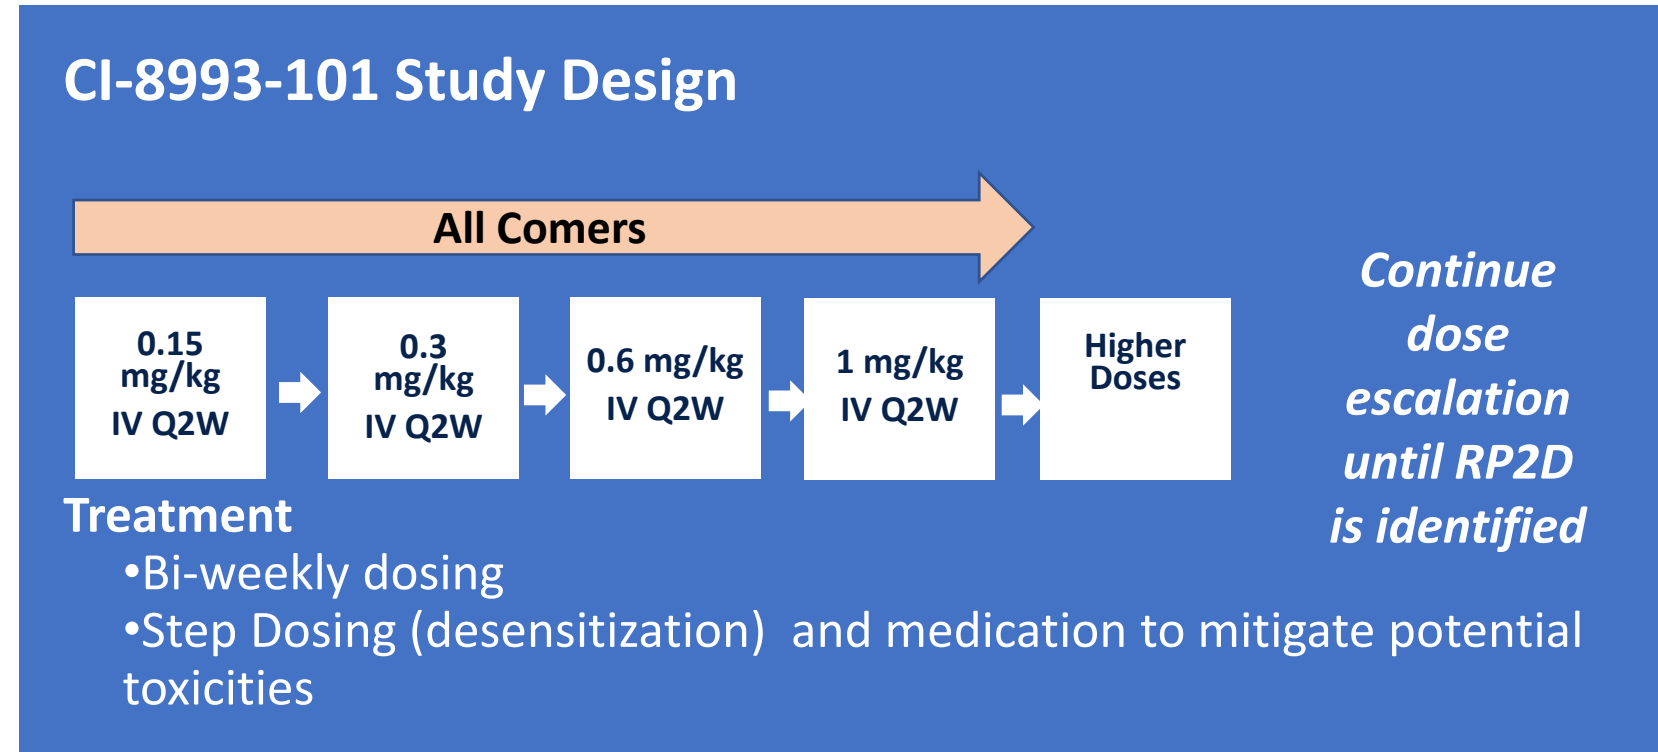 CI-8993-101 Study Design
All Comers
0.15
mg/kg
IV Q2W
0.3
mg/kg
IV Q2W
0.6 mg/kg
IV Q2W
1 mg/kg
IV Q2W
Higher
Doses
Continue
dose
escalation
until RP2D
is identified
Treatment
•Bi-weekly dosing
•Step Dosing (desensitization)  and medication to mitigate potential
toxicities